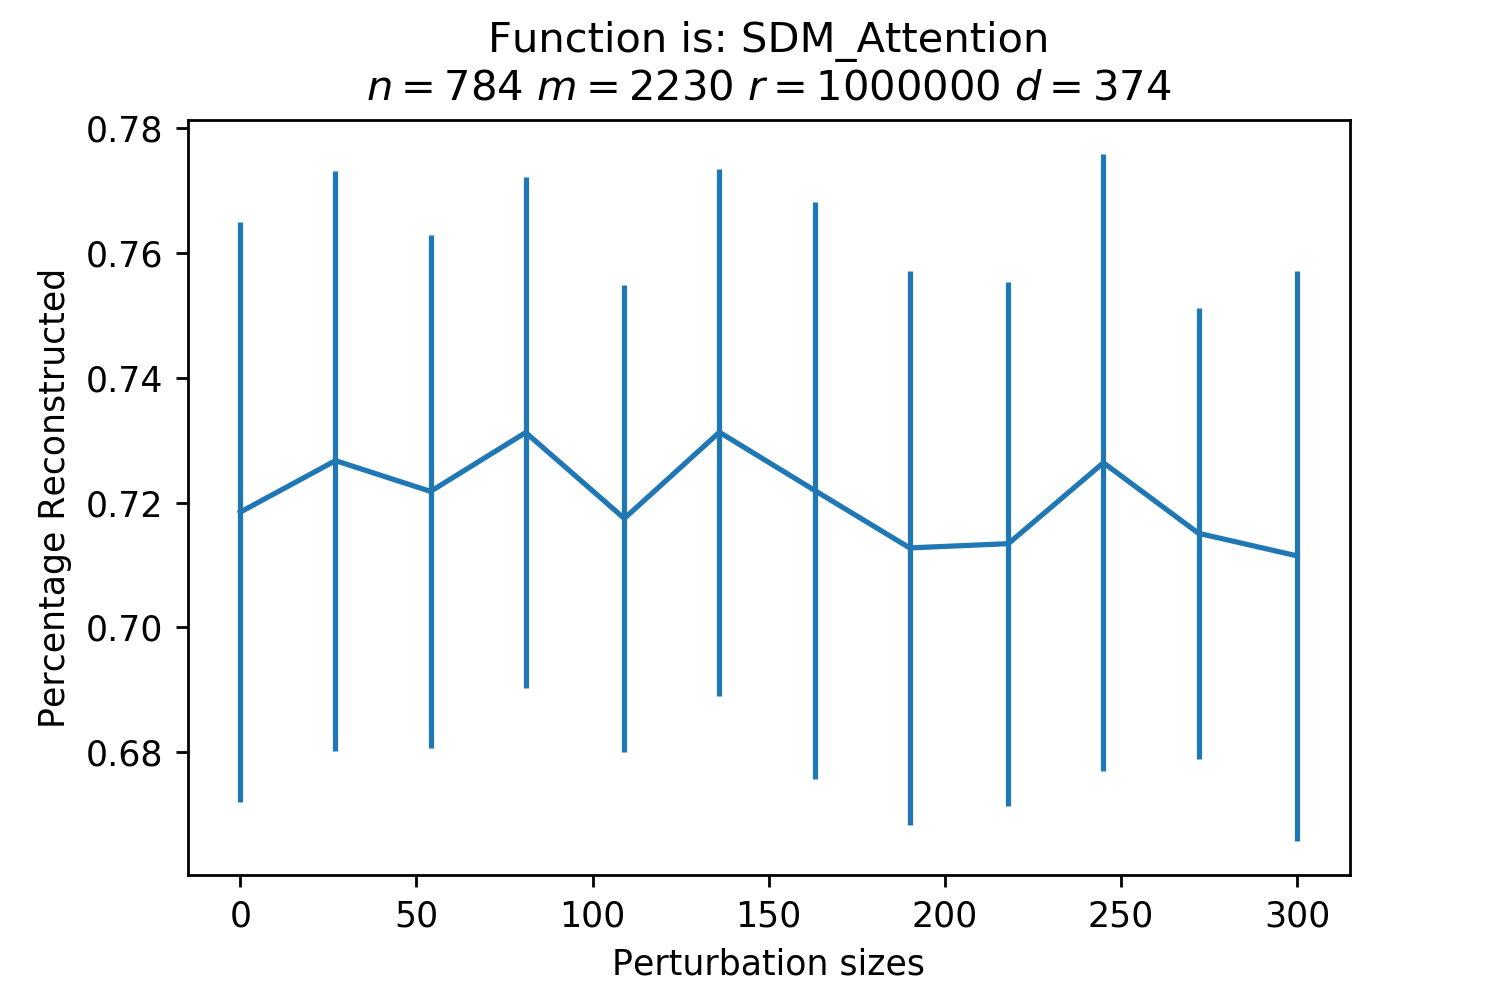 Function is: SDM_Attention
n = 784 m = 2230 r = 1000000 d = 374
0.78
0.76
0.74
0.72
0.70
0.68
Percentage Reconstructed
0 50 100 150 200 250 300
Perturbation sizes